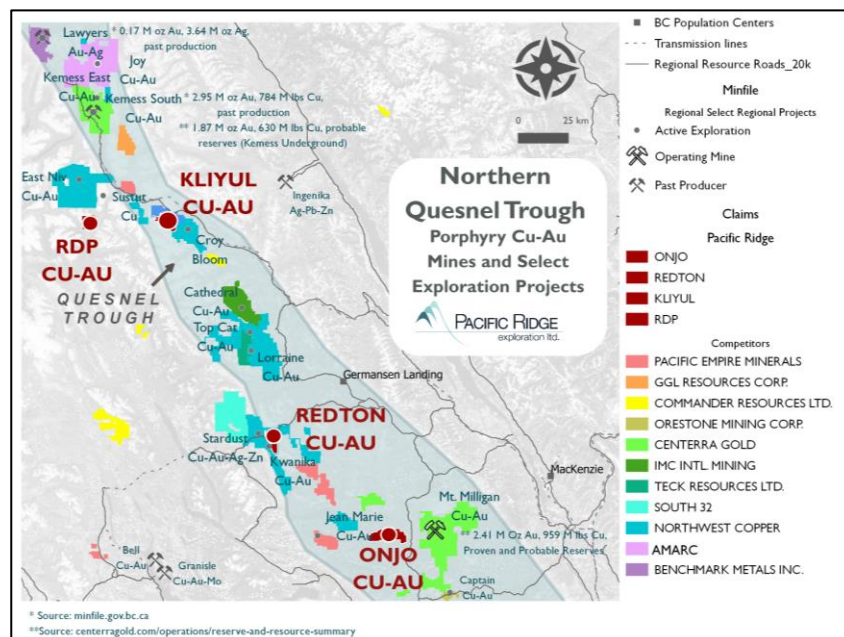 Lawyers
Au-Ag
* 0.17 M oz Au, 3.64 M oz Ag,
past production
Joy
Cu-Au
Kemess East
Cu-Au
Kemess South
Cu-Au
* 2.95 M oz Au, 784 M lbs Cu,
past production
** 1.87 M oz Au, 630 M lbs Cu, probable
reserves (Kemess Underground)
East Niv
Cu-Au
Sustut
Cu
KLIYUL
CU-AU
Ingenika
Ag-Pb-Zn
RDP
CU-AU
Croy
Bloom
QUESNEL
TROUGH
Cathedral
Cu-Au
Top Cat
Cu-Au
Lorraine
Cu-Au
Germansen Landing
REDTON
CU-AU
Stardust
Cu-Au-Ag-Zn
Kwanika
Cu-Au
MacKenzie
Mt. Milligan
Cu-Au
Jean Marie
Cu-Au
** 2.41 M Oz Au, 959 M lbs Cu,
Proven and Probable Reserves
ONJO
CU-AU
Bell
Cu-Au
Granisle
Cu-Au-Mo
Captain
Cu-Au
0 25 km
Northern
Quesnel Trough
Porphyry Cu-Au
Mines and Select
Exploration Projects
PACIFIC RIDGE
exploration ltd.
BC Population Centers
Transmission lines
Regional Resource Roads_20k
Minfile
Regional Select Regional Projects
Active Exploration
Operating Mine
Past Producer
Claims
Pacific Ridge
ONJO
REDTON
KLIYUL
RDP
Competitors
PACIFIC EMPIRE MINERALS
GGL RESOURCES CORP.
COMMANDER RESOURCES LTD.
ORESTONE MINING CORP.
CENTERRA GOLD
IMC INTL MINING
TECK RESOURCES LTD.
SOUTH 32
NORTHWEST COPPER
AMARC
BENCHMARK METALS INC.
* Source: minfile.gov.bc.ca
**Source: centerragold.com/operations/reserve-and-resource-summary